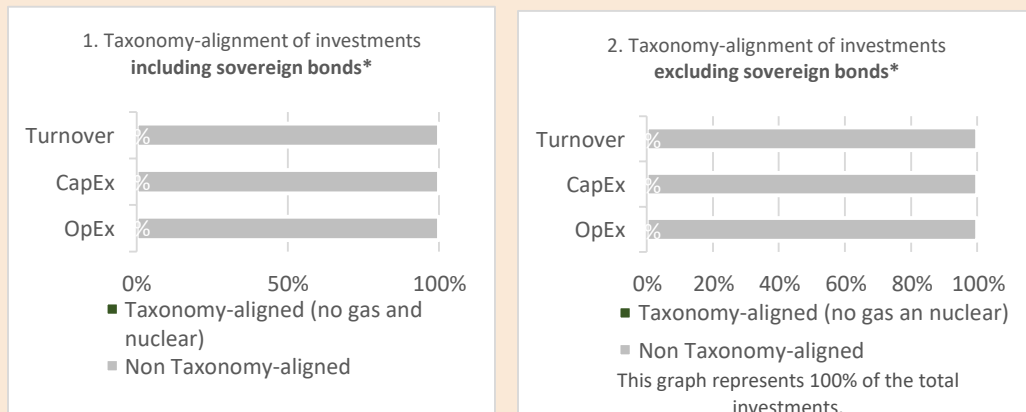 1. Taxonomy-alignment of investments
including sovereign bonds*
Turnover
%
CapEx
%
OpEx
%
0% 50% 100%
■ Taxonomy-aligned (no gas and
nuclear)
■ Non Taxonomy-aligned
2. Taxonomy-alignment of investments
excluding sovereign bonds*
Turnover
%
CapEx
%
OpEx
%
0% 20% 40% 60% 80% 100%
■ Taxonomy-aligned (no gas an nuclear)
■ Non Taxonomy-aligned
This graph represents 100% of the total
investments.